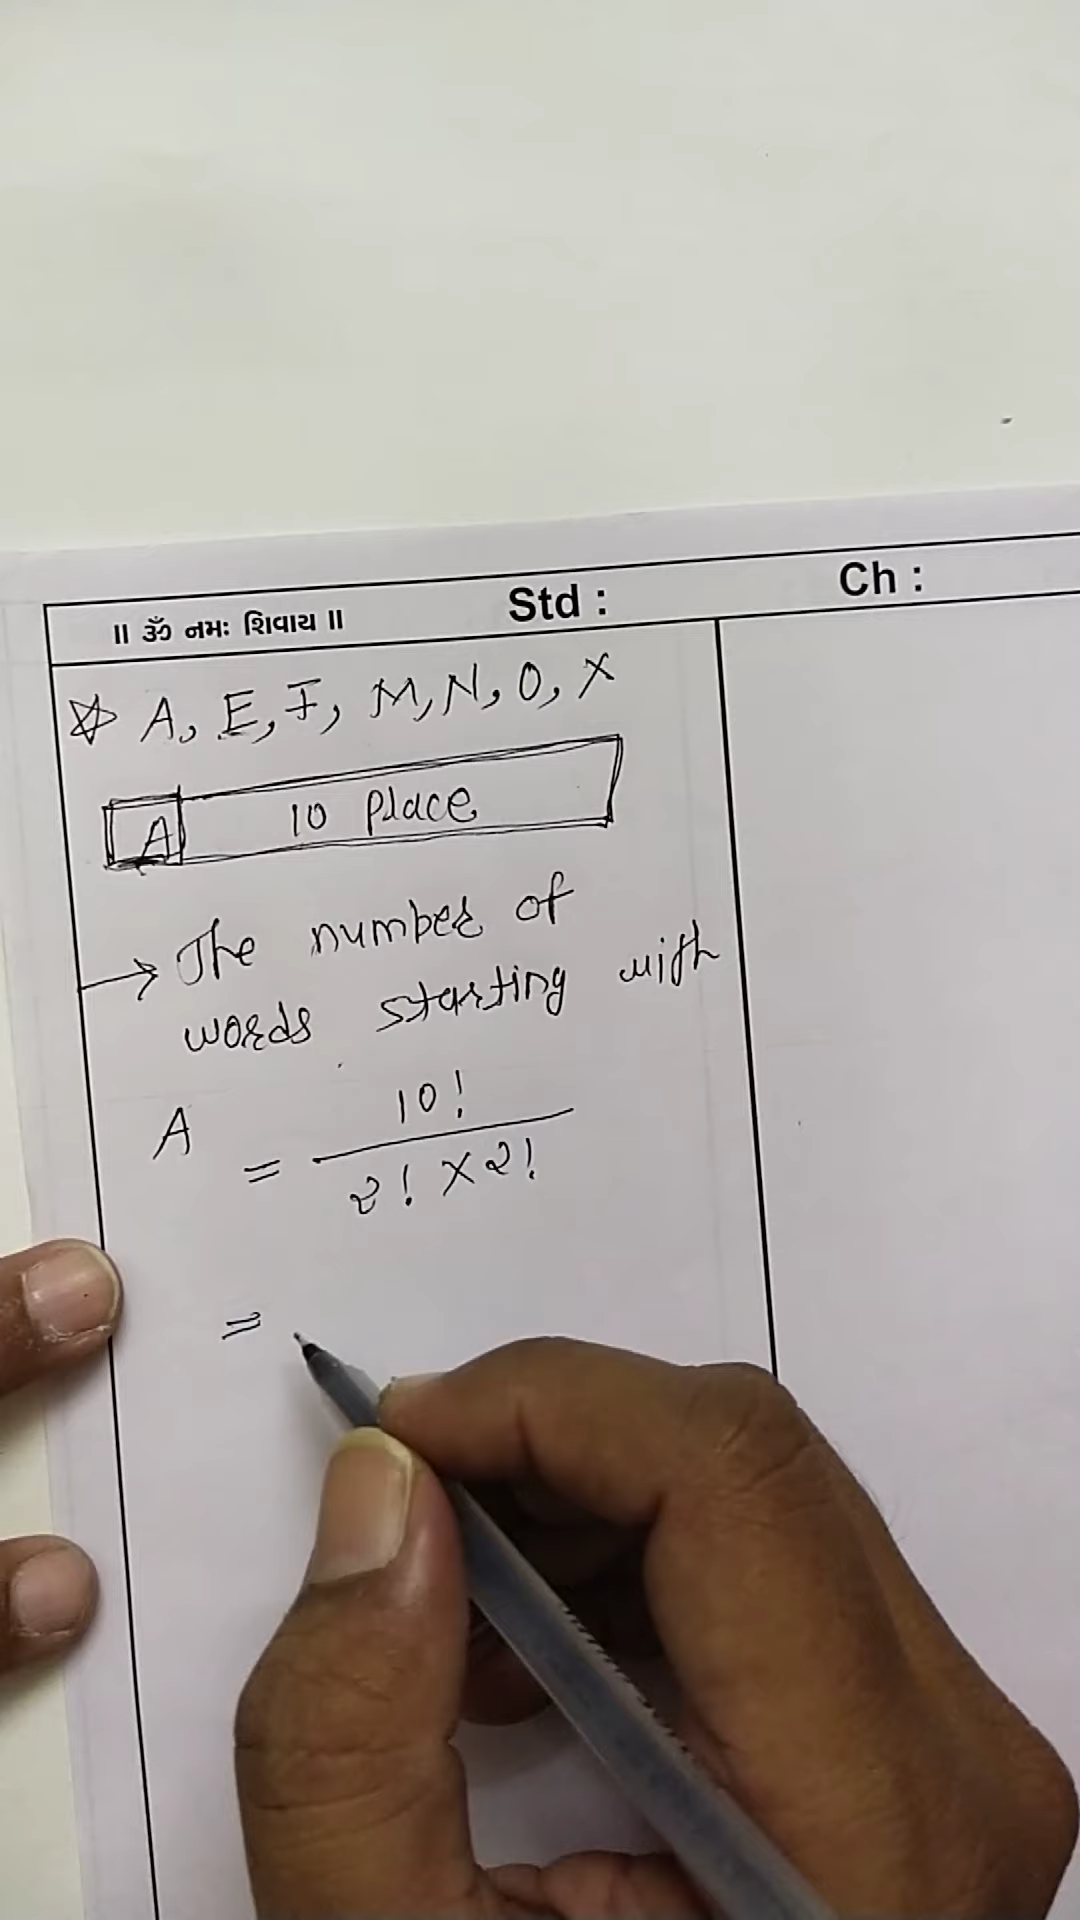 ॥ ૐ નમઃ શિવાય ॥ Std : Ch :
☆ A, E, I, M, N, O, X
A 10 Place
→ The number of
words starting with
A = 10! / 2! × 2!
=